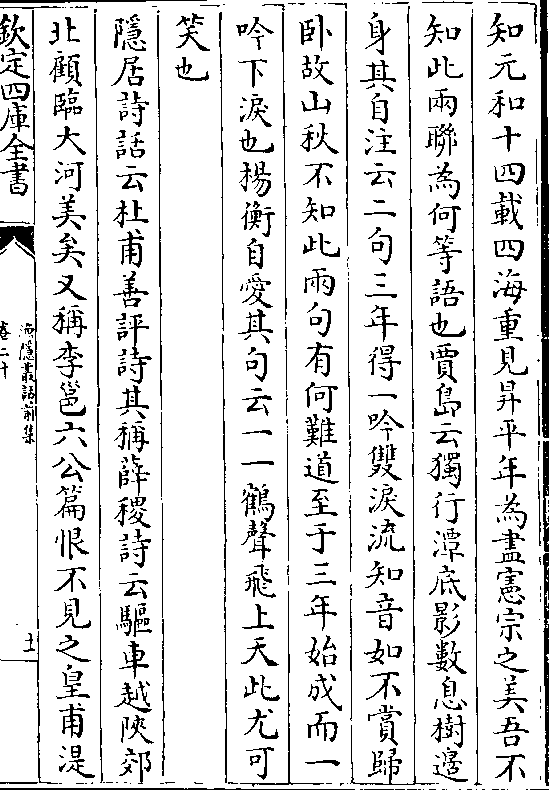 知元和十四載四海重見昇平年為盡憲宗之美吾不
知此兩聯為何等語也賈島云獨行潭底影數息樹邉
身其自注云二句三年得一吟雙淚流知音如不賞歸
卧故山秋不知此兩句有何難道至于三年始成而一
吟下淚也楊衡自愛其句云一一鶴聲飛上天此尤可
笑也
隱居詩話云杜甫善評詩其稱薛稷詩云驅車越陜郊
北顧臨大河美矣又稱李邕六公篇恨不見之皇甫湜
欽定四庫全書
漁隱叢話前集
卷二十
十一